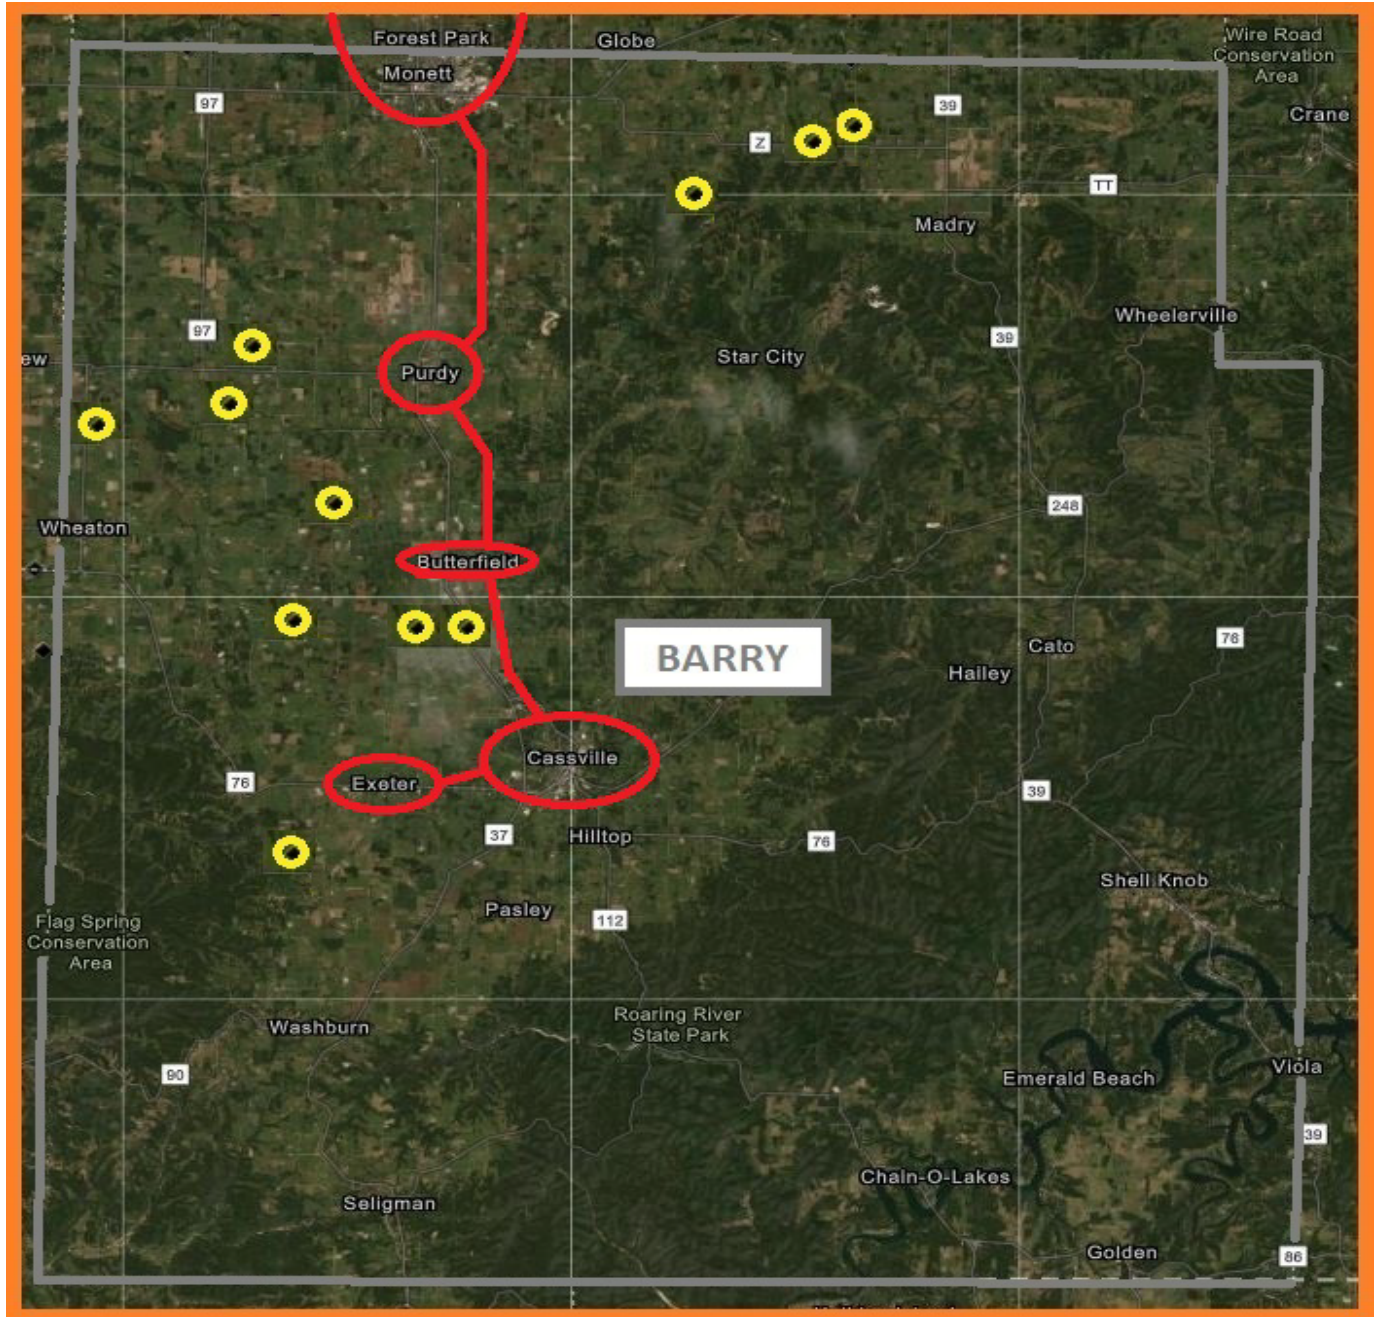 Forest Park
Globe
Wire Road
Conservation
Area
Monett
97
39
Crane
Z
TT
Madry
Wheelerville
97
39
ew
Star City
Purdy
248
Wheaton
Butterfield
BARRY
76
Cato
Hailey
Cassville
76
Exeter
39
37
Hilltop
76
Shell Knob
Pasley
112
Flag Spring
Conservation
Area
Roaring River
State Park
Washburn
90
Emerald Beach
Viola
39
Chain-O-Lakes
Seligman
Golden
86